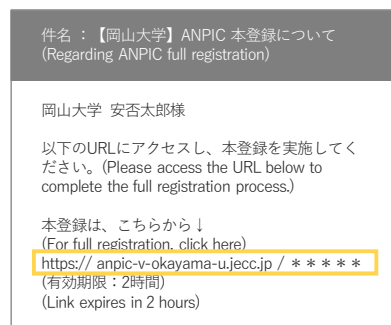 件名 ：【岡山大学】ANPIC 本登録について
(Regarding ANPIC full registration)
岡山大学 安否太郎様
以下のURLにアクセスし、本登録を実施してく
ださい。(Please access the URL below to
complete the full registration process.)
本登録は、こちらから↓
(For full registration, click here)
https:// anpic-v-okayama-u.jecc.jp / ＊＊＊＊＊
(有効期限：2時間)
(Link expires in 2 hours)